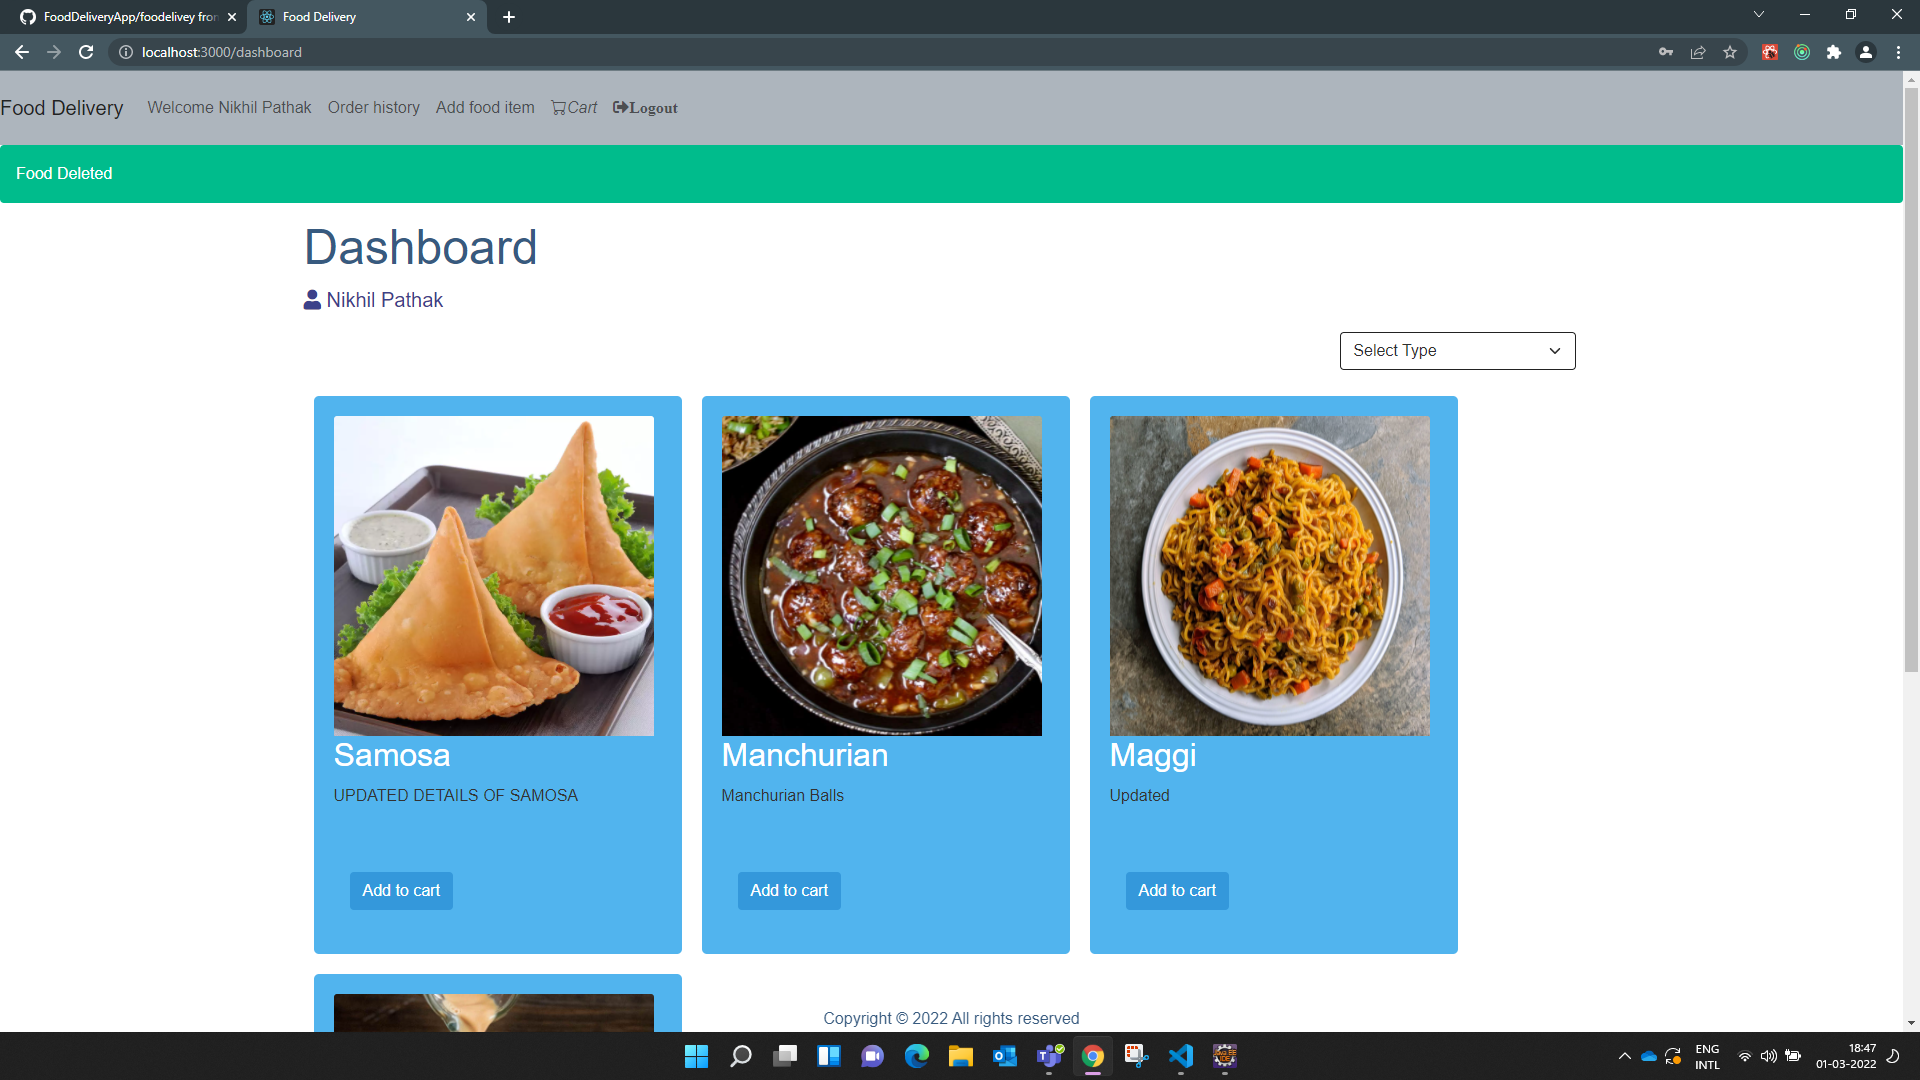 FoodDeliveryApp/foodelivey fron
Food Delivery
localhost:3000/dashboard
Food Delivery
Welcome Nikhil Pathak
Order history
Add food item
Cart
Logout
Food Deleted
Dashboard
Nikhil Pathak
Select Type
Samosa
UPDATED DETAILS OF SAMOSA
Add to cart
Manchurian
Manchurian Balls
Add to cart
Maggi
Updated
Add to cart
Copyright © 2022 All rights reserved
ENG
INTL
18:47
01-03-2022